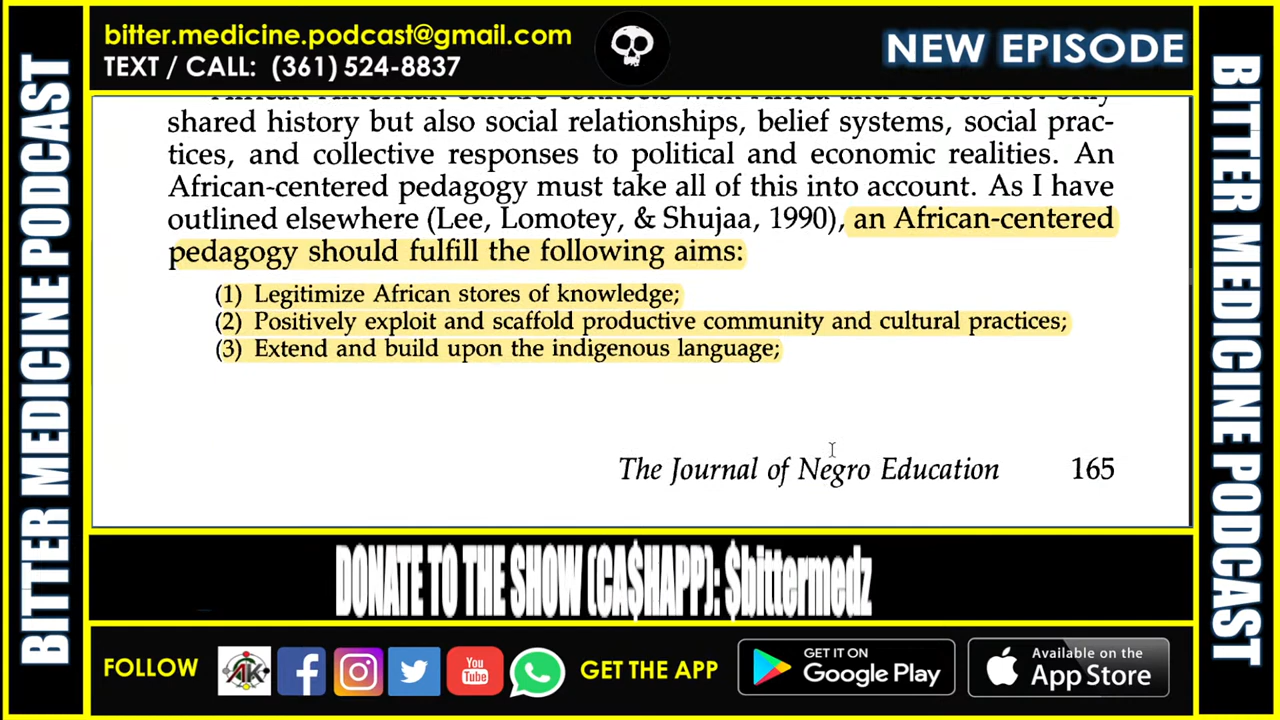 bitter.medicine.podcast@gmail.com
TEXT / CALL: (361) 524-8837
NEW EPISODE
BITTER MEDICINE PODCAST
shared history but also social relationships, belief systems, social prac-
tices, and collective responses to political and economic realities. An
African-centered pedagogy must take all of this into account. As I have
outlined elsewhere (Lee, Lomotey, & Shujaa, 1990), an African-centered
pedagogy should fulfill the following aims:
(1) Legitimize African stores of knowledge;
(2) Positively exploit and scaffold productive community and cultural practices;
(3) Extend and build upon the indigenous language;
The Journal of Negro Education 165
BITTER MEDICINE PODCAST
DONATE TO THE SHOW (CA$HAPP): $bittermedz
FOLLOW
ATK
You
Tube
GET THE APP
GET IT ON
Google Play
Available on the
App Store